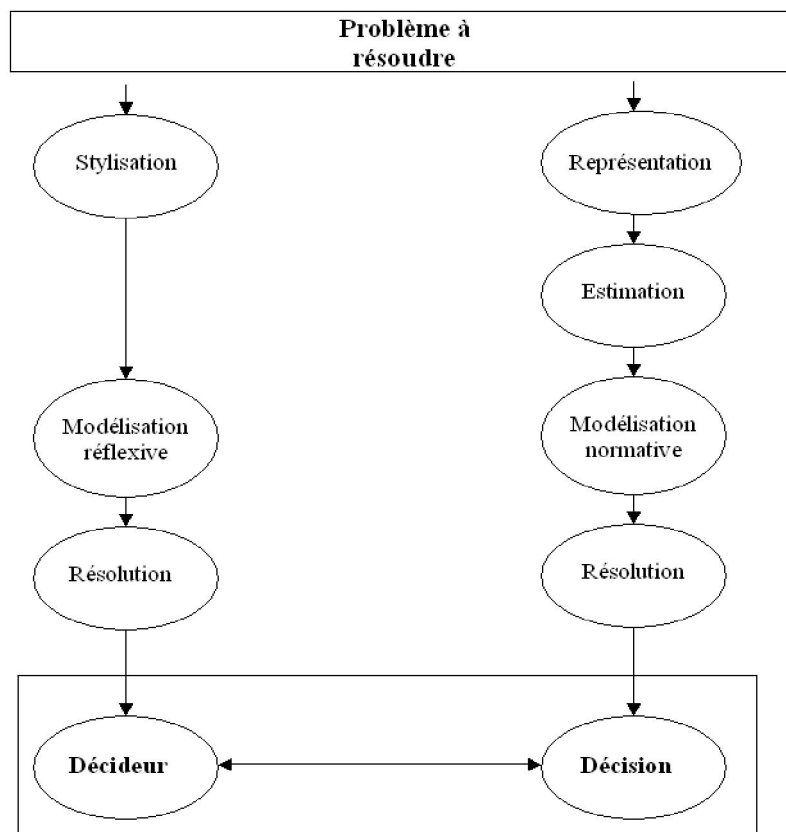 Problème à
résoudre
Stylisation
Représentation
Estimation
Modélisation
réflexive
Modélisation
normative
Résolution
Résolution
Décideur
Décision